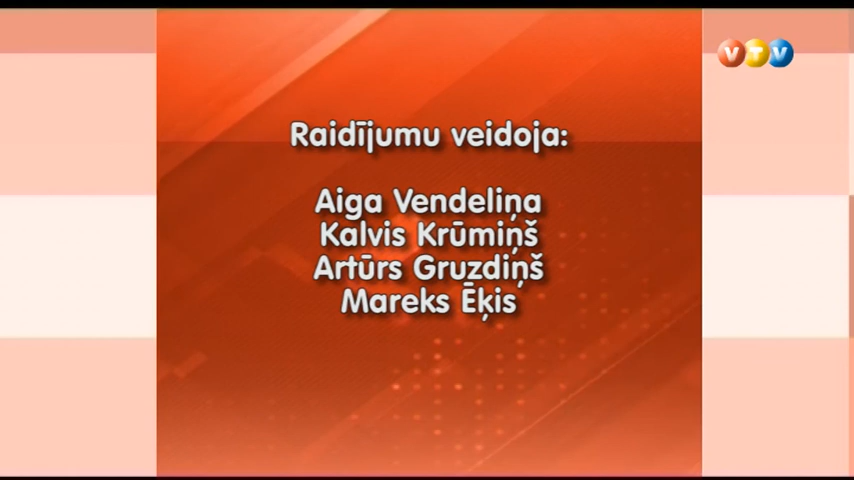 VTV
Raidījumu veidoja:
Aiga Vendeliņa
Kalvis Krūmiņš
Artūrs Gruzdiņš
Mareks Ēķis